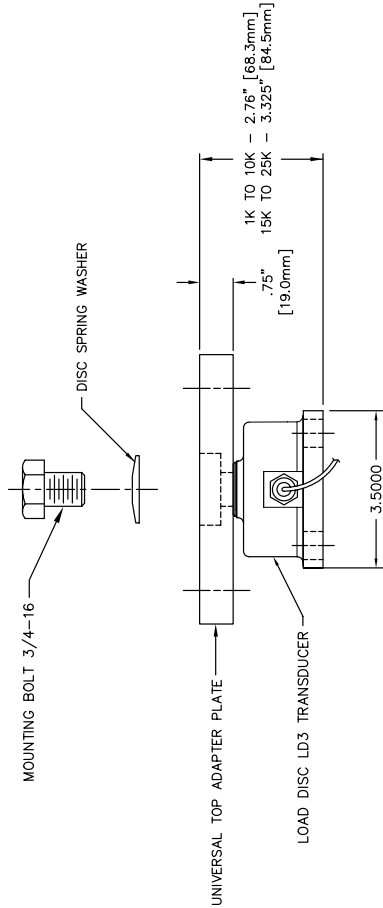 MOUNTING BOLT 3/4-16
DISC SPRING WASHER
UNIVERSAL TOP ADAPTER PLATE
LOAD DISC LD3 TRANSDUCER
.75"
[19.0mm]
1K TO 10K - 2.76" [68.3mm]
15K TO 25K - 3.325" [84.5mm]
3.5000